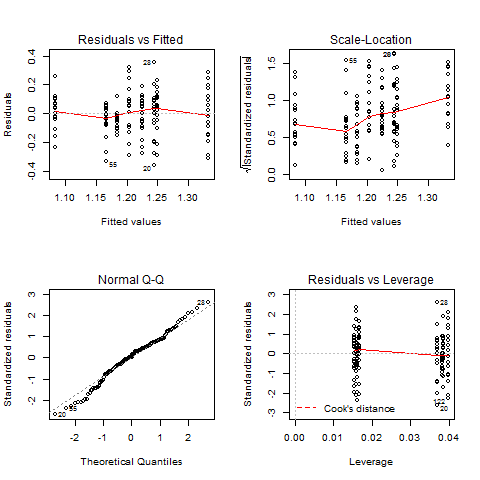 Residuals vs Fitted
Residuals
-0.4 -0.2 0.0 0.2 0.4
28
55
20
1.10 1.15 1.20 1.25 1.30
Fitted values
Scale-Location
√|Standardized residuals|
0.0 0.5 1.0 1.5
55
28
1.10 1.15 1.20 1.25 1.30
Fitted values
Normal Q-Q
Standardized residuals
-2 -1 0 1 2 3
28
55
20
-2 -1 0 1 2
Theoretical Quantiles
Residuals vs Leverage
Standardized residuals
-3 -2 -1 0 1 2 3
28
20
Cook's distance
0.00 0.01 0.02 0.03 0.04
Leverage